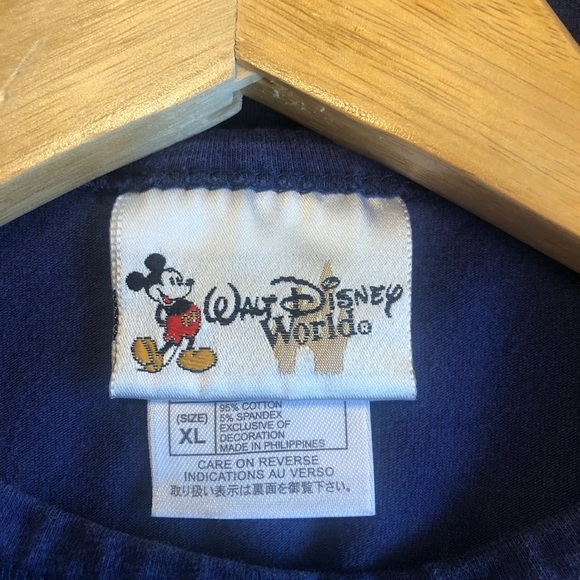 WALT DISNEY
World®
(SIZE)
XL
95% COTTON
5% SPANDEX
EXCLUSIVE OF
DECORATION
MADE IN PHILIPPINES
CARE ON REVERSE
INDICATIONS AU VERSO
取り扱い表示は裏面を御覧下さい。